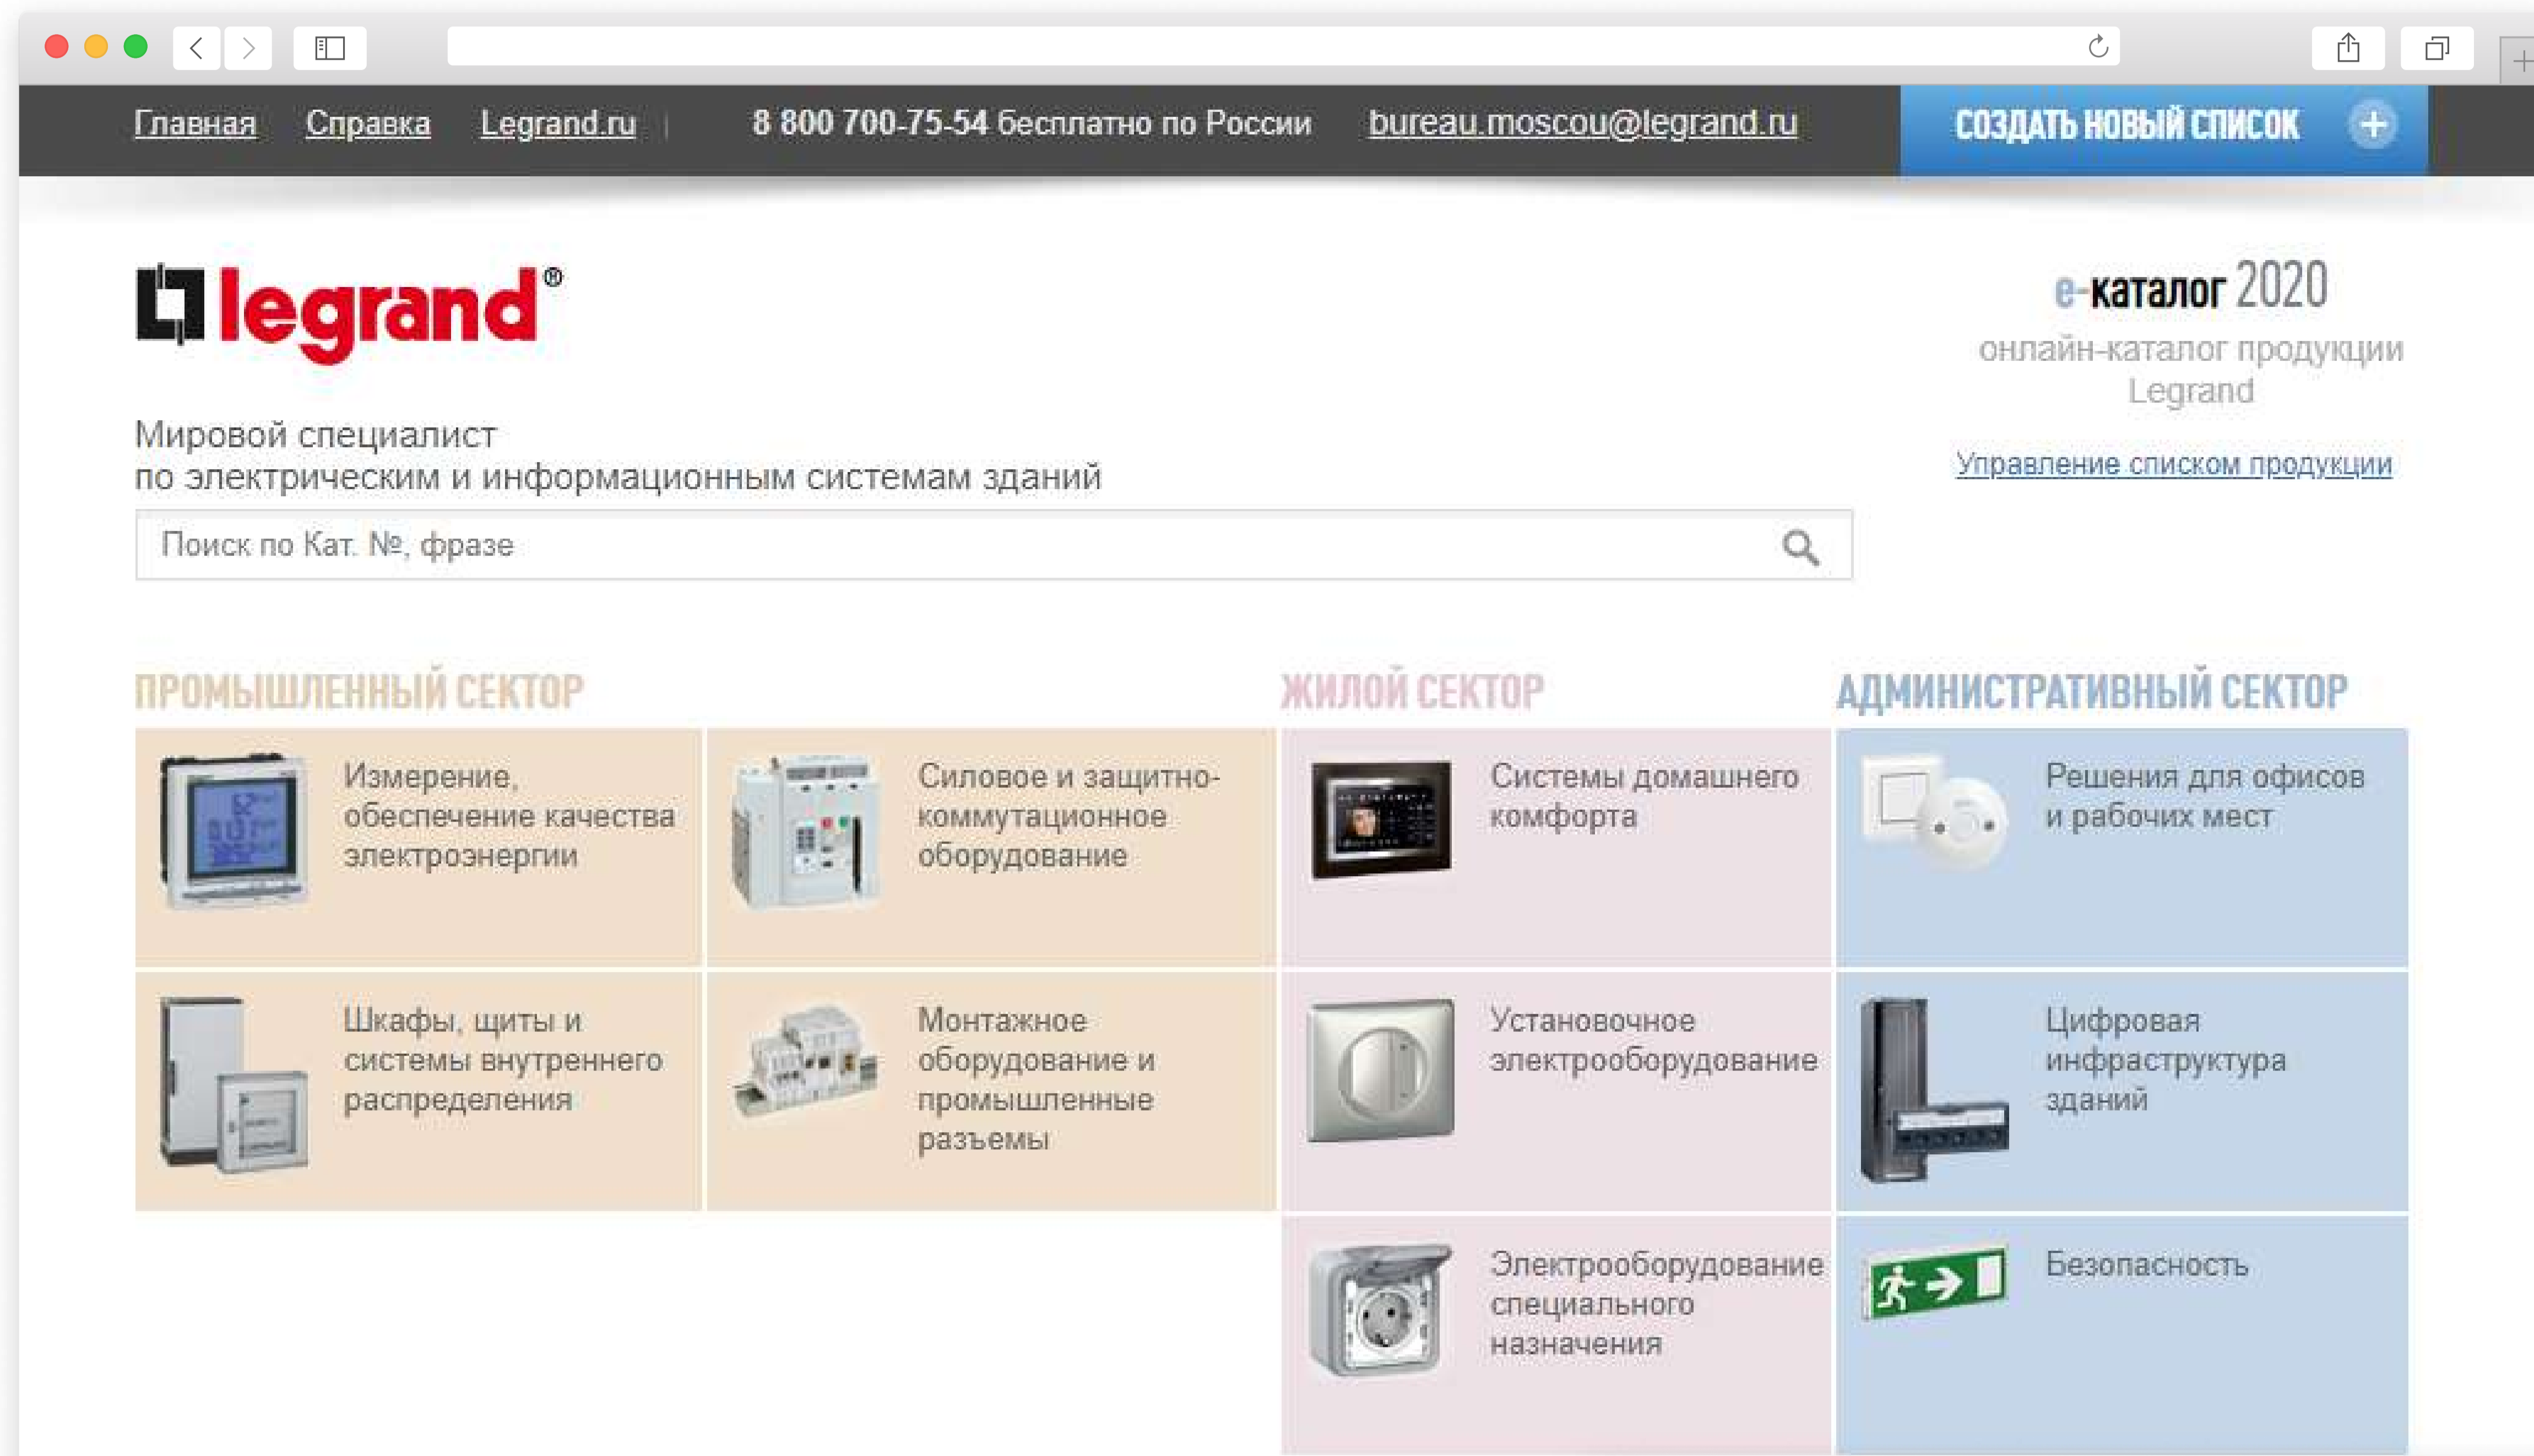 Главная Справка Legrand.ru 8 800 700-75-54 бесплатно по России bureau.moscou@legrand.ru СОЗДАТЬ НОВЫЙ СПИСОК
legrand®
е-каталог 2020
онлайн-каталог продукции
Legrand
Управление списком продукции
Мировой специалист
по электрическим и информационным системам зданий
Поиск по Кат. №, фразе
ПРОМЫШЛЕННЫЙ СЕКТОР
Измерение,
обеспечение качества
электроэнергии
Силовое и защитно-
коммутационное
оборудование
Шкафы, щиты и
системы внутреннего
распределения
Монтажное
оборудование и
промышленные
разъемы
ЖИЛОЙ СЕКТОР
Системы домашнего
комфорта
Установочное
электрооборудование
Электрооборудование
специального
назначения
АДМИНИСТРАТИВНЫЙ СЕКТОР
Решения для офисов
и рабочих мест
Цифровая
инфраструктура
зданий
Безопасность